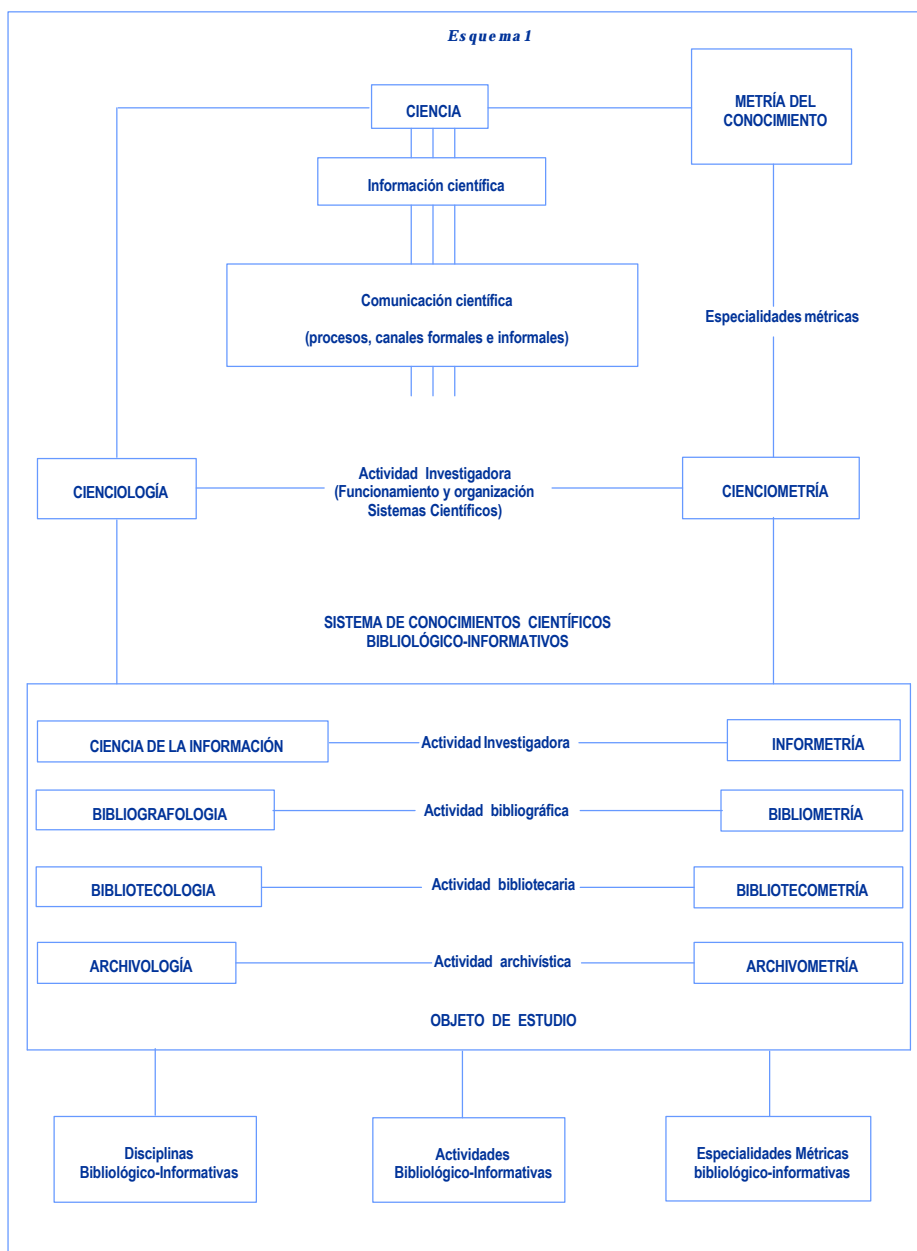 Esquema 1
CIENCIA
METRÍA DEL
CONOCIMIENTO
Información científica
Comunicación científica
(procesos, canales formales e informales)
Especialidades métricas
CIENCIOLOGÍA
Actividad Investigadora
(Funcionamiento y organización
Sistemas Científicos)
CIENCIOMETRÍA
SISTEMA DE CONOCIMIENTOS CIENTÍFICOS
BIBLIOLÓGICO-INFORMATIVOS
CIENCIA DE LA INFORMACIÓN
Actividad Investigadora
INFORMETRÍA
BIBLIOGRAFOLOGIA
Actividad bibliográfica
BIBLIOMETRÍA
BIBLIOTECOLOGIA
Actividad bibliotecaria
BIBLIOTECOMETRÍA
ARCHIVOLOGÍA
Actividad archivística
ARCHIVOMETRÍA
OBJETO DE ESTUDIO
Disciplinas
Bibliológico-Informativas
Actividades
Bibliológico-Informativas
Especialidades Métricas
bibliológico-informativas